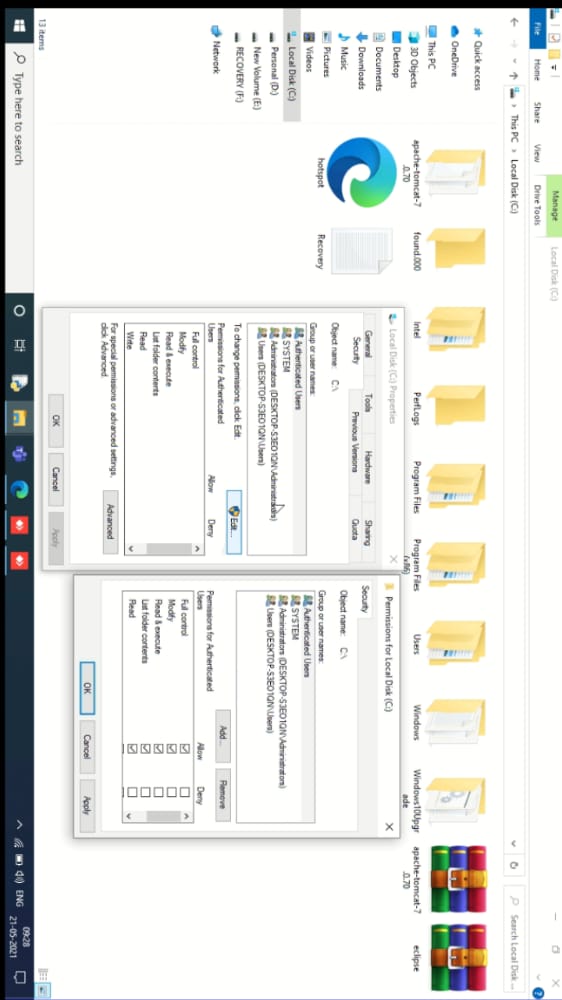 Manage
Local Disk (C:)
File
Home
Share
View
Drive Tools
This PC > Local Disk (C:)
Search Local Disk...
Quick access
OneDrive
This PC
3D Objects
Desktop
Documents
Downloads
Music
Pictures
Videos
Local Disk (C:)
Personal (D:)
New Volume (E:)
RECOVERY (F:)
Network
apache-tomcat-7
.0.70
found.000
Intel
PerfLogs
Program Files
Program Files
(x86)
Users
Windows
Windows10Upgr
ade
apache-tomcat-7
.0.70
eclipse
hotspot
Recovery
Local Disk (C:) Properties
General
Tools
Hardware
Sharing
Security
Previous Versions
Quota
Object name: C:\
Group or user names:
Authenticated Users
SYSTEM
Administrators (DESKTOP-S3EO1QN\Administrators)
Users (DESKTOP-S3EO1QN\Users)
To change permissions, click Edit.
Edit...
Permissions for Authenticated
Users
Allow
Deny
Full control
Modify
Read & execute
List folder contents
Read
Write
For special permissions or advanced settings,
click Advanced.
Advanced
OK
Cancel
Apply
Permissions for Local Disk (C:)
Security
Object name: C:\
Group or user names:
Authenticated Users
SYSTEM
Administrators (DESKTOP-S3EO1QN\Administrators)
Users (DESKTOP-S3EO1QN\Users)
Add...
Remove
Permissions for Authenticated
Users
Allow
Deny
Full control
Modify
Read & execute
List folder contents
Read
OK
Cancel
Apply
13 items
Type here to search
ENG
09:28
21-05-2021